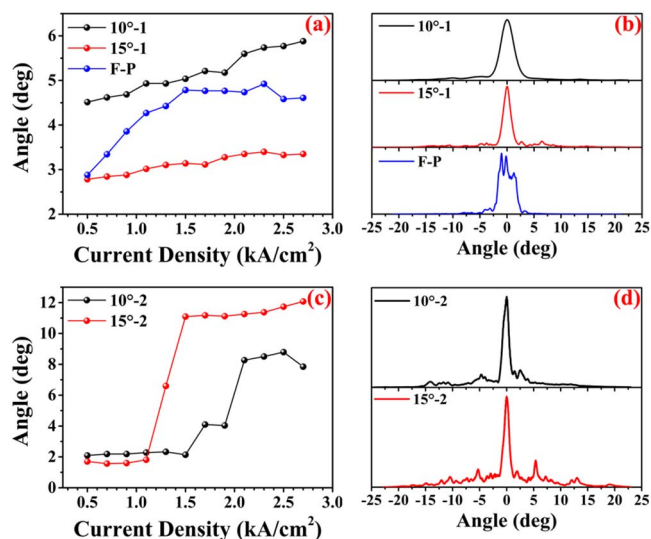 (a)
10°-1
15°-1
F-P
Angle (deg)
6
5
4
3
2
0.5 1.0 1.5 2.0 2.5 3.0
Current Density (kA/cm²)
(b)
10°-1
15°-1
F-P
-25 -20 -15 -10 -5 0 5 10 15 20 25
Angle (deg)
(c)
10°-2
15°-2
Angle (deg)
12
10
8
6
4
2
0
0.5 1.0 1.5 2.0 2.5 3.0
Current Density (kA/cm²)
(d)
10°-2
15°-2
-25 -20 -15 -10 -5 0 5 10 15 20 25
Angle (deg)